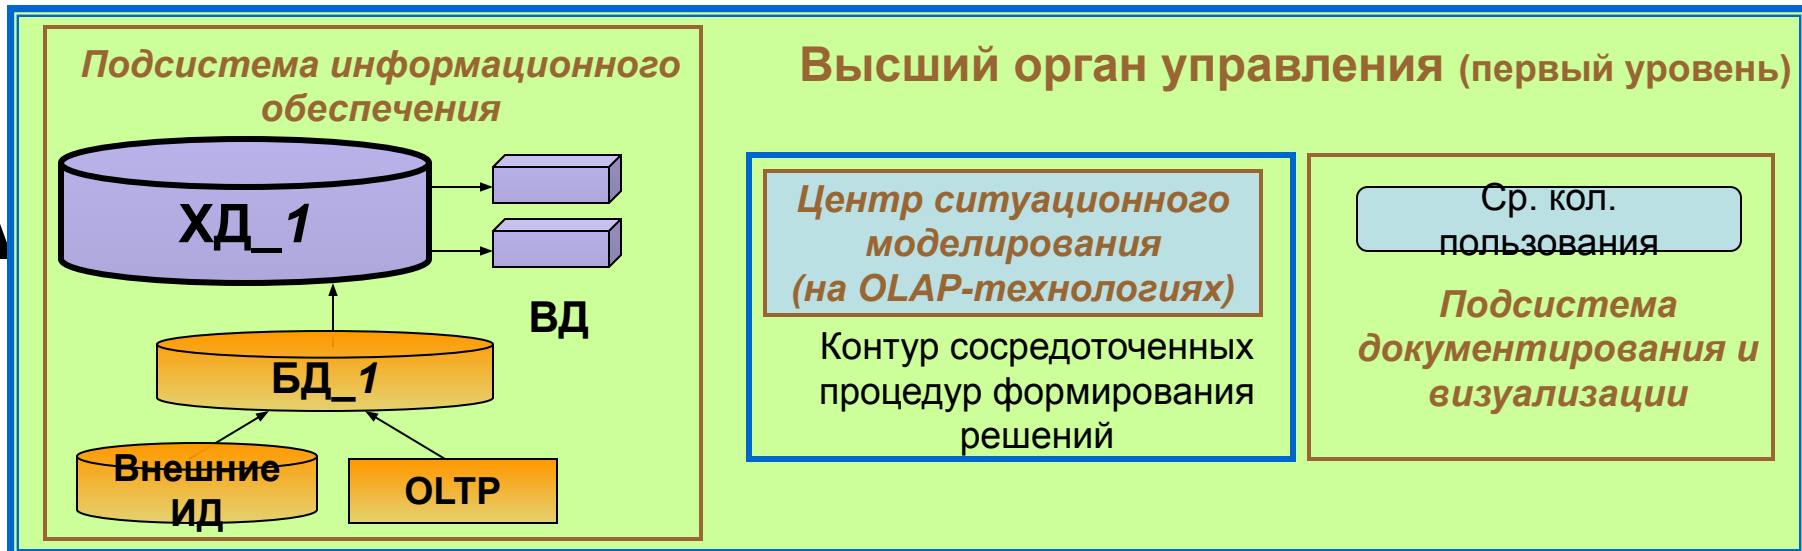 Подсистема информационного
обеспечения
ХД_1
ВД
БД_1
Внешние
ИД
OLTP
Высший орган управления (первый уровень)
Центр ситуационного
моделирования
(на OLAP-технологиях)
Контур сосредоточенных
процедур формирования
решений
Ср. кол.
пользования
Подсистема
документирования и
визуализации